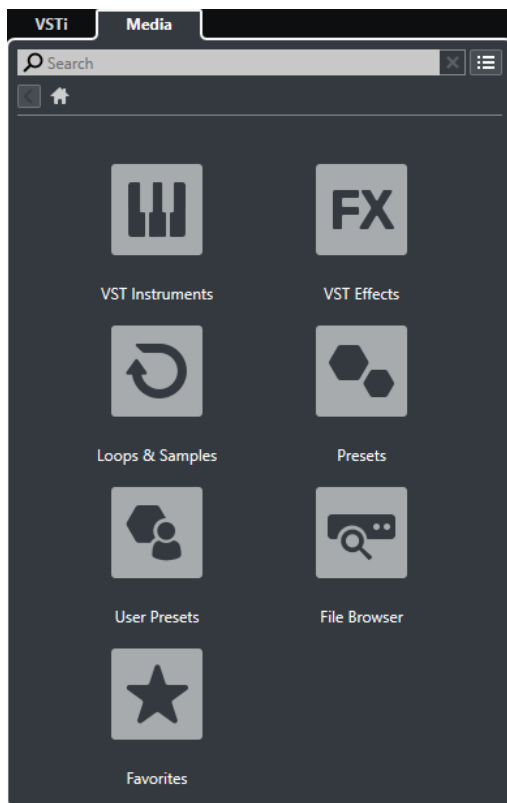 VSTi Media
Search
VST Instruments FX VST Effects
Loops & Samples Presets
User Presets File Browser
Favorites